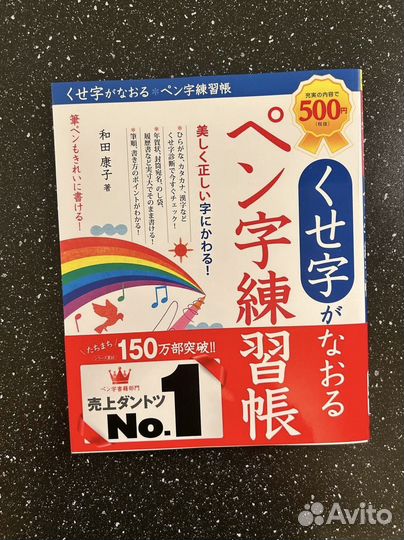 くせ字がなおる※ペン字練習帳
充実の内容で
500円
(税抜)
くせ字がなおる
ペン字練習帳
美しく正しい字にかわる!
*ひらがな、カタカナ、漢字など
くせ字診断で今すぐチェック!
*年賀状、封筒宛名、のし袋、
履歴書など実寸大でそのまま書ける!
*筆順、書き方のポイントがわかる!
和田 康子 著
筆ペンもきれいに書ける!
たちまち
150万部突破!!
ペン字書籍部門
売上ダントツ
No.1
Avito